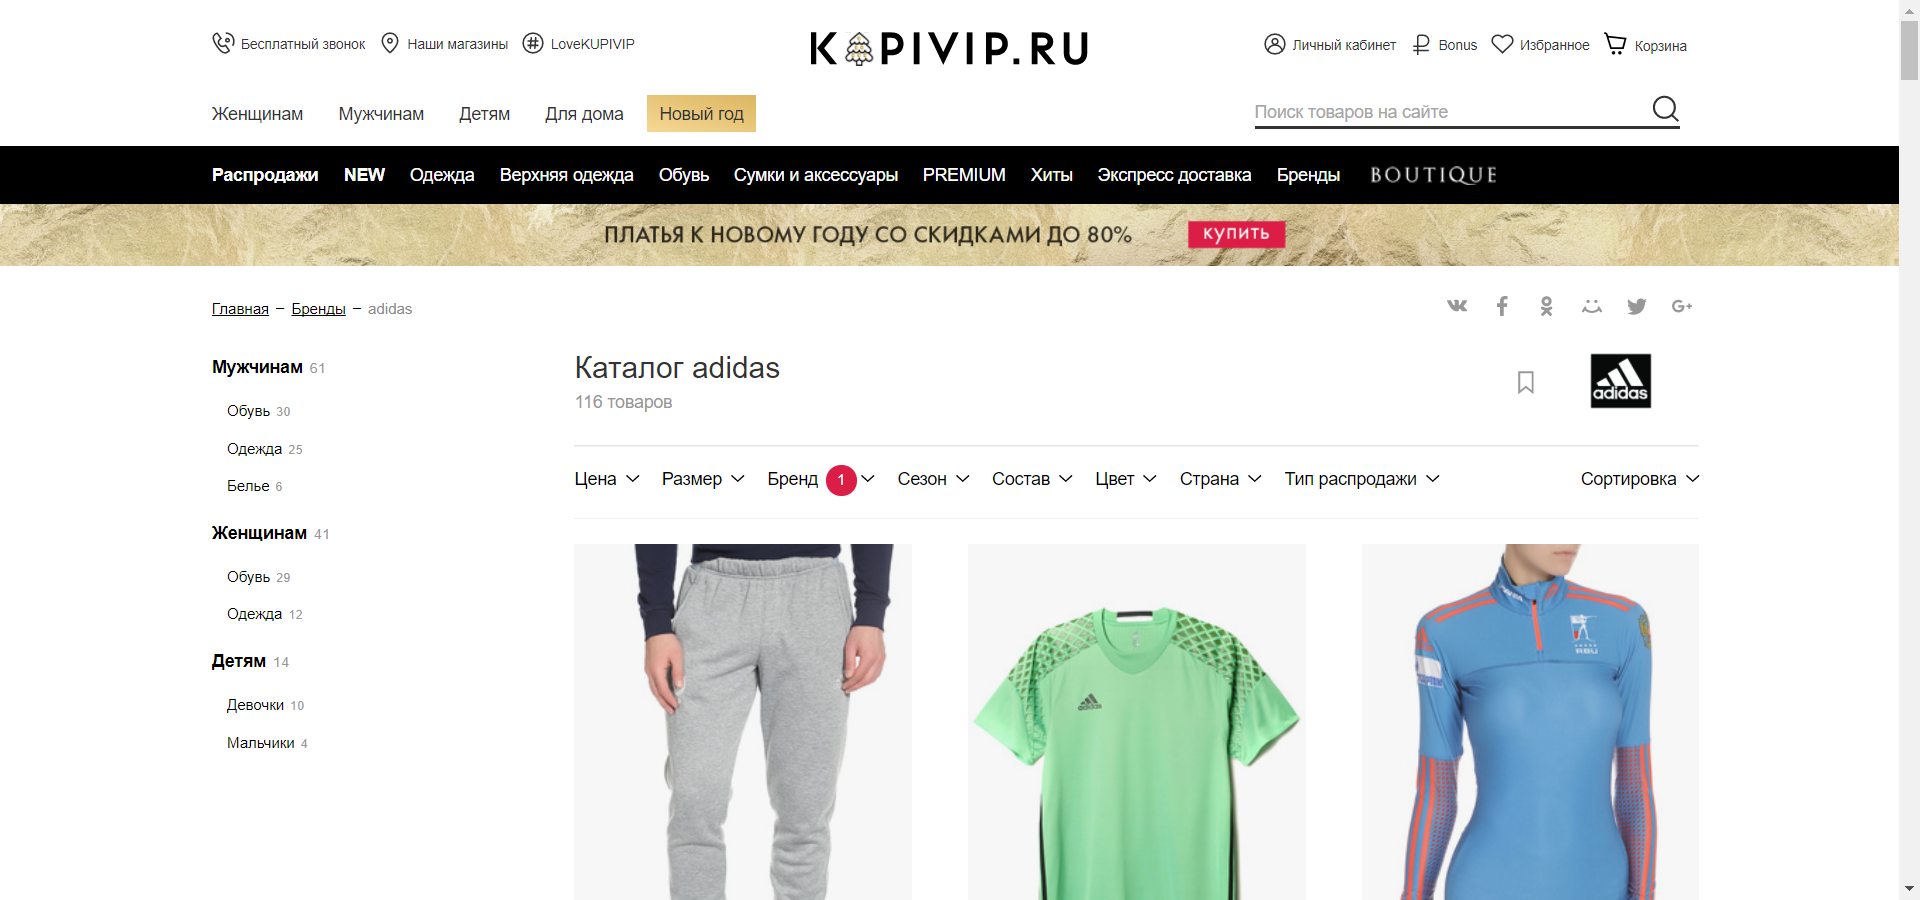 Бесплатный звонок Наши магазины LoveKUPIVIP
K PIVIP.RU
Личный кабинет Bonus Избранное Корзина
Женщинам Мужчинам Детям Для дома Новый год
Поиск товаров на сайте
Распродажи NEW Одежда Верхняя одежда Обувь Сумки и аксессуары PREMIUM Хиты Экспресс доставка Бренды BOUTIQUE
ПЛАТЬЯ К НОВОМУ ГОДУ СО СКИДКАМИ ДО 80% купить
Главная – Бренды – adidas
Мужчинам 61
Обувь 30
Одежда 25
Белье 6
Женщинам 41
Обувь 29
Одежда 12
Детям 14
Девочки 10
Мальчики 4
Каталог adidas
116 товаров
adidas
Цена Размер Бренд 1 Сезон Состав Цвет Страна Тип распродажи Сортировка
adidas
RBU